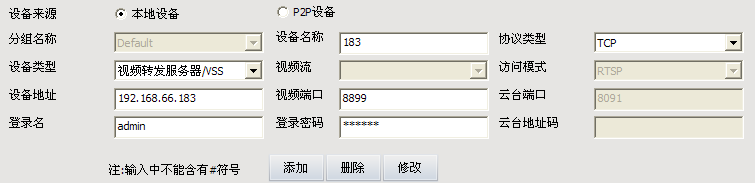 设备来源 本地设备 P2P设备
分组名称 Default 设备名称 183 协议类型 TCP
设备类型 视频转发服务器/VSS 视频流 访问模式 RTSP
设备地址 192.168.66.183 视频端口 8899 云台端口 8091
登录名 admin 登录密码 ****** 云台地址码
注:输入中不能含有#符号 添加 删除 修改